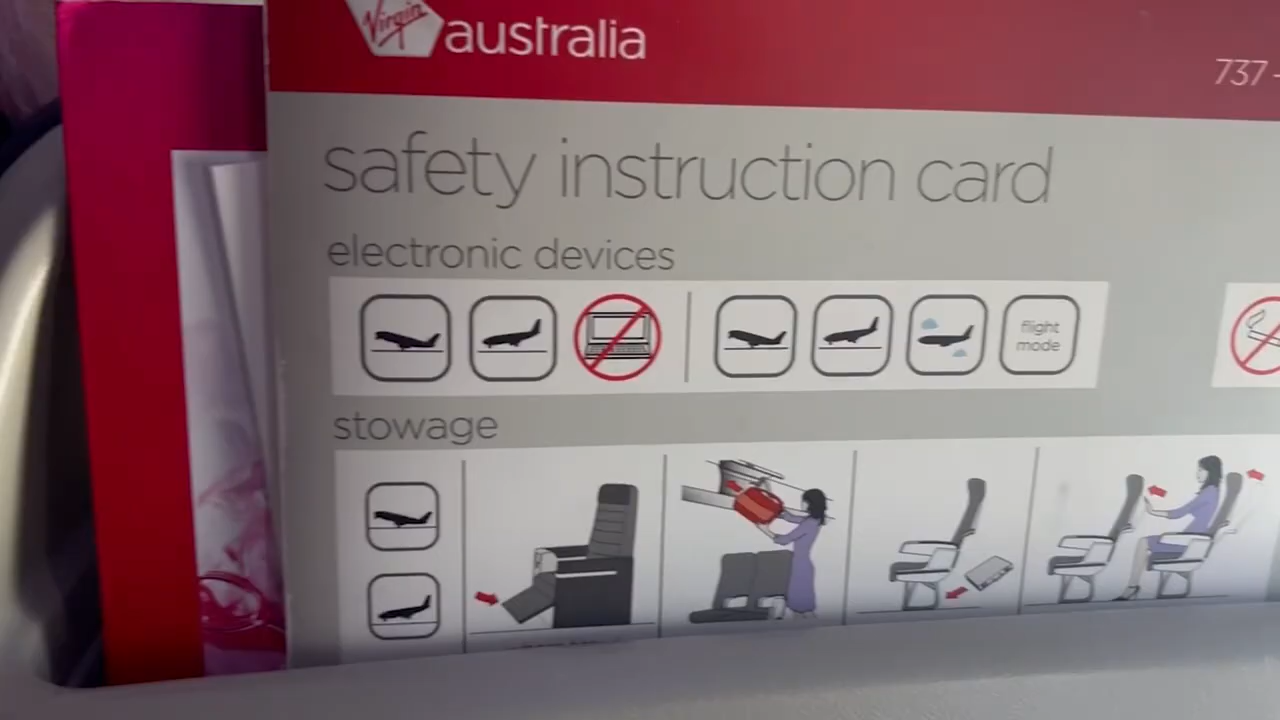 Virgin australia
737 -
safety instruction card
electronic devices
flight
mode
stowage